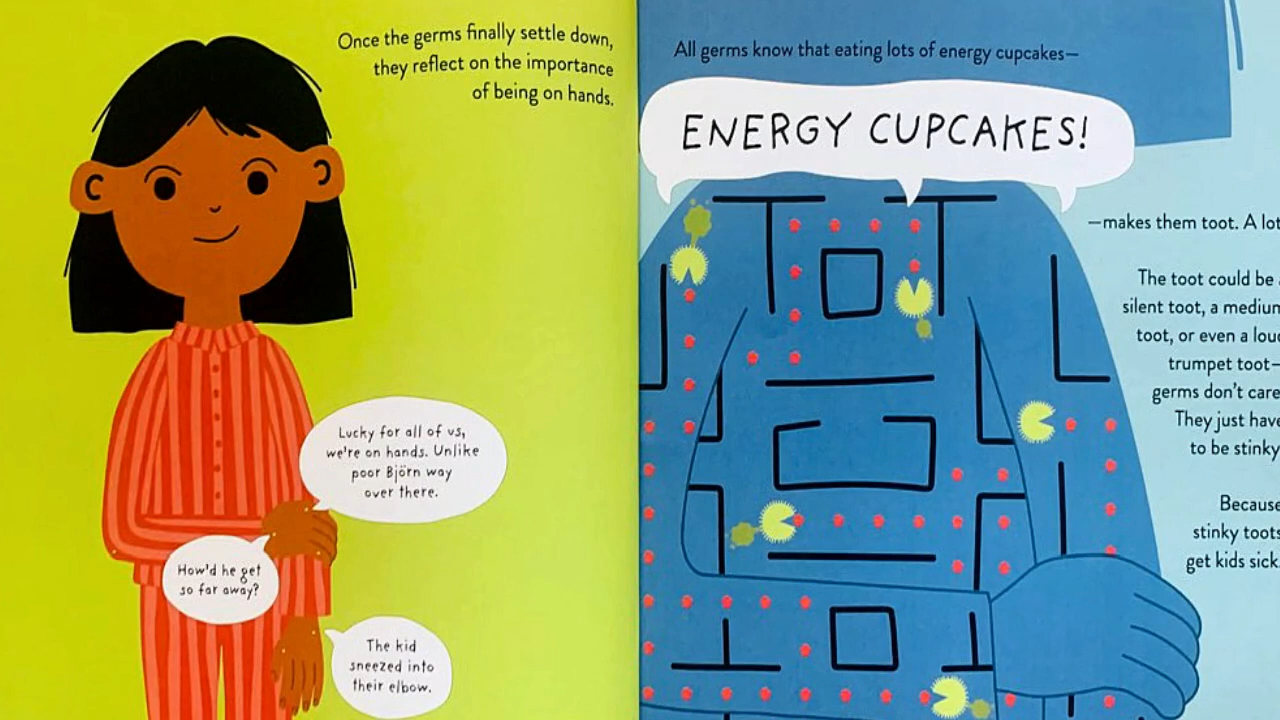 Once the germs finally settle down,
they reflect on the importance
of being on hands.
Lucky for all of us,
we're on hands. Unlike
poor Björn way
over there.
How'd he get
so far away?
The kid
sneezed into
their elbow.
All germs know that eating lots of energy cupcakes—
ENERGY CUPCAKES!
—makes them toot. A lot
The toot could be a
silent toot, a medium
toot, or even a loud
trumpet toot—
germs don't care
They just have
to be stinky
Because
stinky toots
get kids sick.